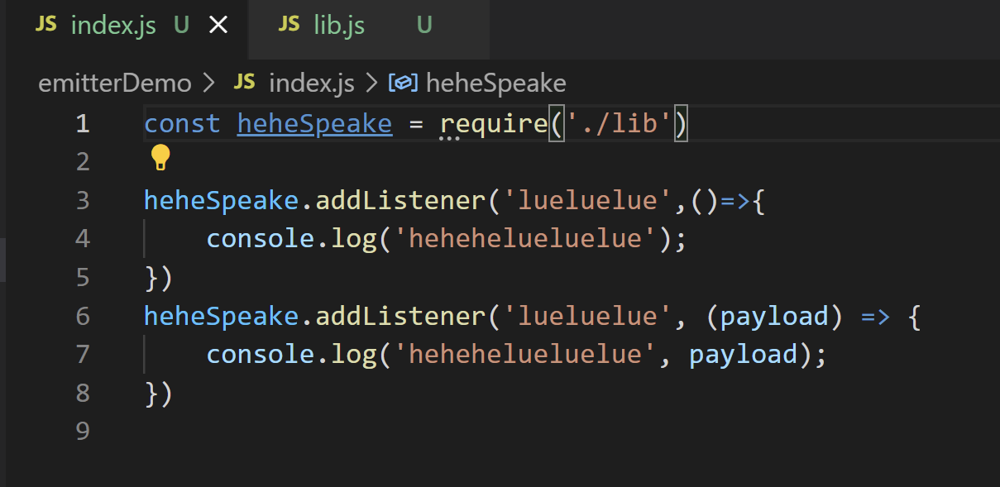 JS index.js U × JS lib.js U
emitterDemo > JS index.js > heheSpeake
1 const heheSpeake = require('./lib')
2
3 heheSpeake.addListener('lueluelue',()=>{
4     console.log('hehehelueluelue');
5 })
6 heheSpeake.addListener('lueluelue', (payload) => {
7     console.log('hehehelueluelue', payload);
8 })
9